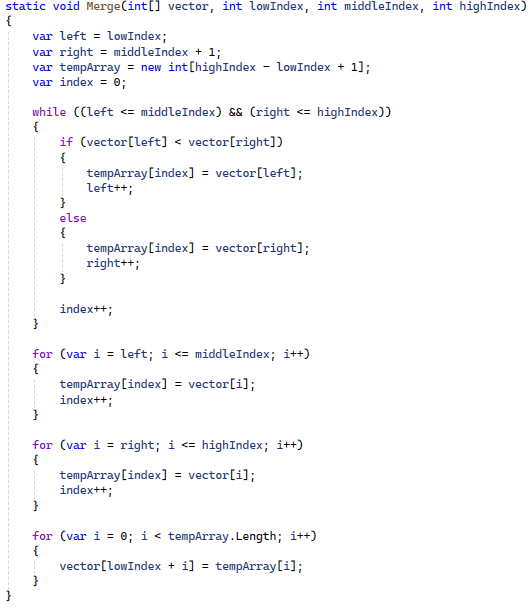 static void Merge(int[] vector, int lowIndex, int middleIndex, int highIndex)
{
    var left = lowIndex;
    var right = middleIndex + 1;
    var tempArray = new int[highIndex - lowIndex + 1];
    var index = 0;

    while ((left <= middleIndex) && (right <= highIndex))
    {
        if (vector[left] < vector[right])
        {
            tempArray[index] = vector[left];
            left++;
        }
        else
        {
            tempArray[index] = vector[right];
            right++;
        }

        index++;
    }

    for (var i = left; i <= middleIndex; i++)
    {
        tempArray[index] = vector[i];
        index++;
    }

    for (var i = right; i <= highIndex; i++)
    {
        tempArray[index] = vector[i];
        index++;
    }

    for (var i = 0; i < tempArray.Length; i++)
    {
        vector[lowIndex + i] = tempArray[i];
    }
}